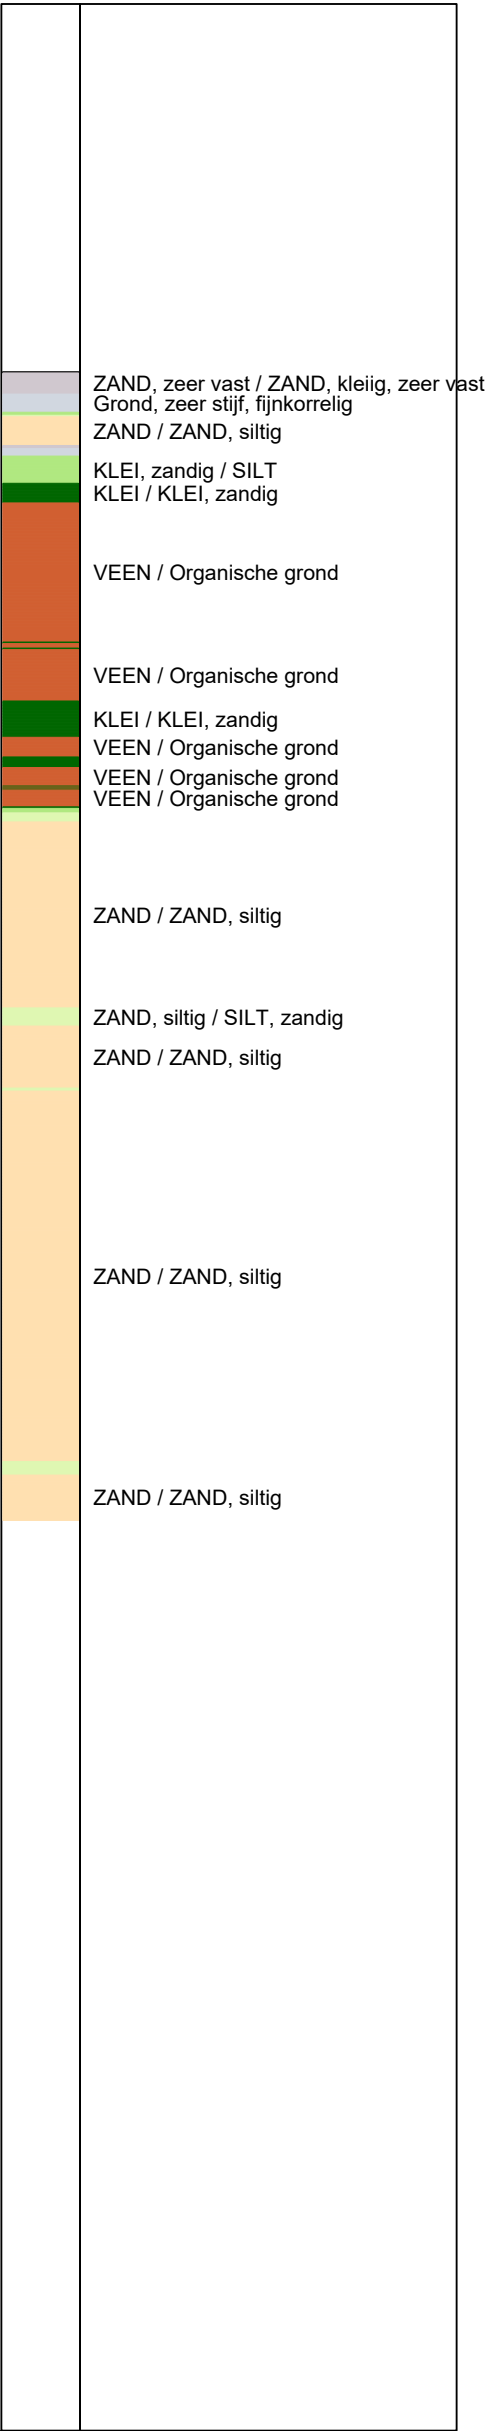 ZAND, zeer vast / ZAND, kleiig, zeer vast
Grond, zeer stijf, fijnkorrelig
ZAND / ZAND, siltig
KLEI, zandig / SILT
KLEI / KLEI, zandig
VEEN / Organische grond
VEEN / Organische grond
KLEI / KLEI, zandig
VEEN / Organische grond
VEEN / Organische grond
VEEN / Organische grond
ZAND / ZAND, siltig
ZAND, siltig / SILT, zandig
ZAND / ZAND, siltig
ZAND / ZAND, siltig
ZAND / ZAND, siltig